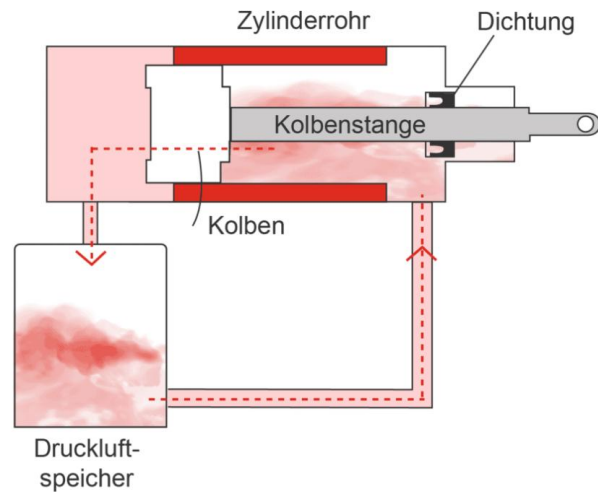 Zylinderrohr
Dichtung
Kolbenstange
Kolben
Druckluft-
speicher